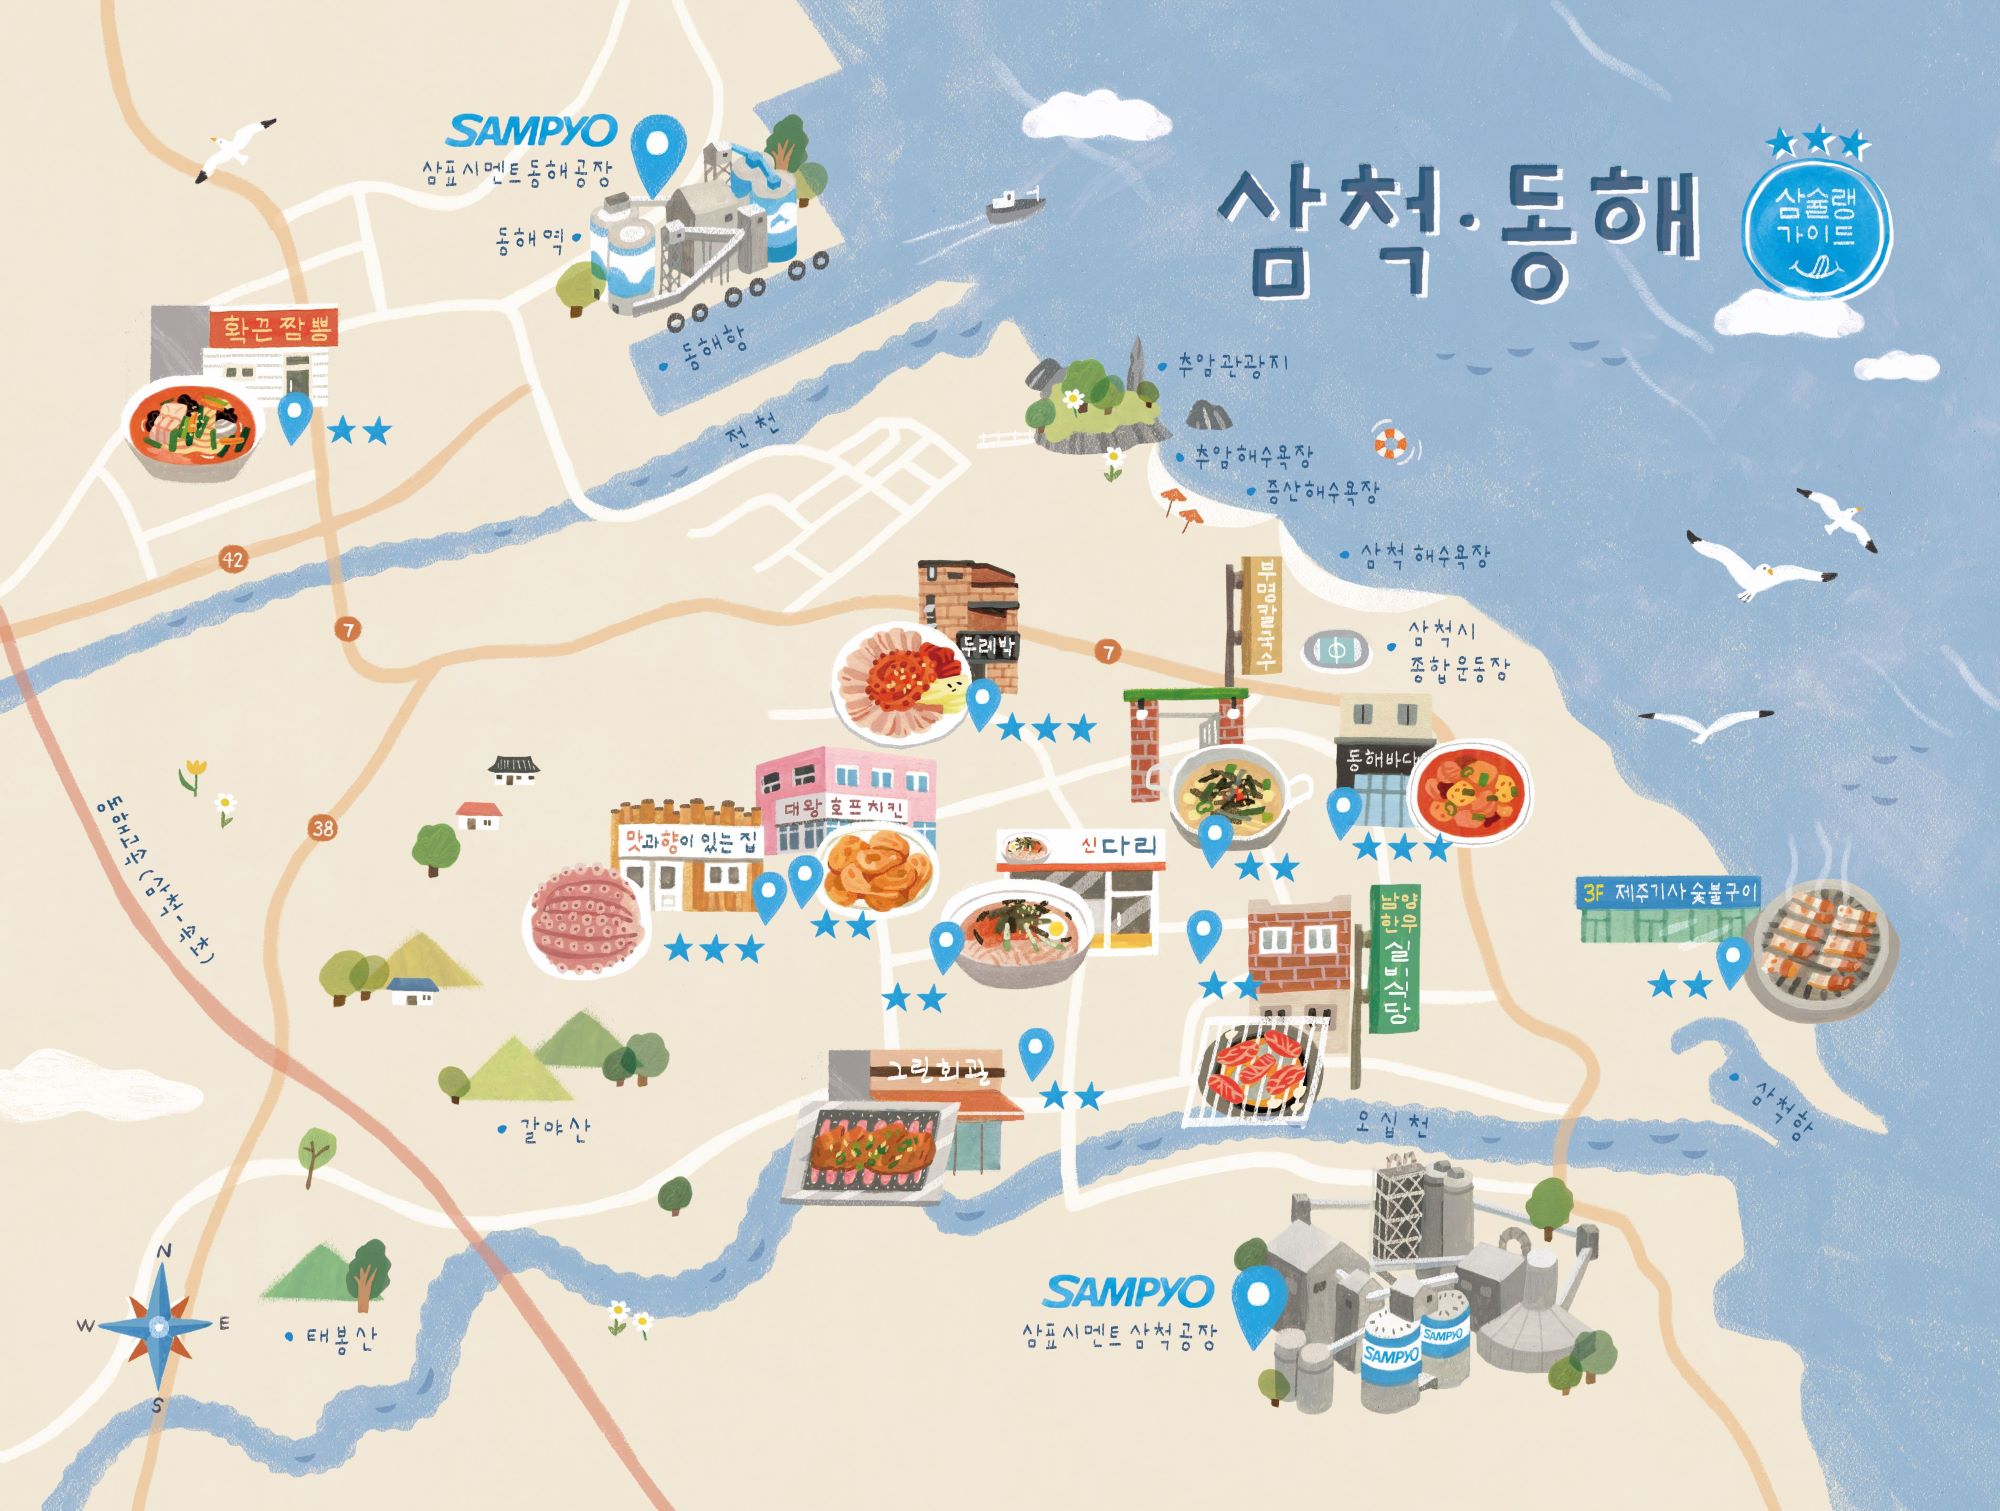 삼척·동해
삼슐랭
가이드
SAMPYO
삼표시멘트동해공장
동해역
동해항
화끈짬뽕
전천
추암관광지
추암해수욕장
증산해수욕장
삼척 해수욕장
삼척시
종합운동장
42
7
7
38
두레박
부명칼국수
동해바다
대왕호프치킨
맛과향이 있는 집
신다리
3F 제주기사숯불구이
남양
한우
실비식당
그린회관
동해고속(삼척-속초)
갈야산
태봉산
오십천
삼척항
SAMPYO
삼표시멘트 삼척공장
SAMPYO
SAMPYO
N
W
E
S